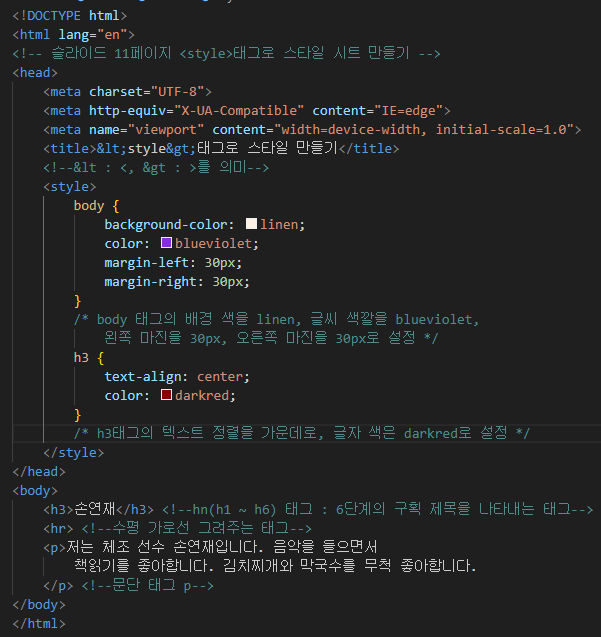 <!DOCTYPE html>
<html lang="en">
<!-- 슬라이드 11페이지 <style>태그로 스타일 시트 만들기 -->
<head>
    <meta charset="UTF-8">
    <meta http-equiv="X-UA-Compatible" content="IE=edge">
    <meta name="viewport" content="width=device-width, initial-scale=1.0">
    <title>&lt;style&gt;태그로 스타일 만들기</title>
    <!--&lt : <, &gt : >를 의미-->
    <style>
        body {
            background-color: linen;
            color: blueviolet;
            margin-left: 30px;
            margin-right: 30px;
        }
        /* body 태그의 배경 색을 linen, 글씨 색깔을 blueviolet,
            왼쪽 마진을 30px, 오른쪽 마진을 30px로 설정 */
        h3 {
            text-align: center;
            color: darkred;
        }
        /* h3태그의 텍스트 정렬을 가운데로, 글자 색은 darkred로 설정 */
    </style>
</head>
<body>
    <h3>손연재</h3> <!--hn(h1 ~ h6) 태그 : 6단계의 구획 제목을 나타내는 태그-->
    <hr> <!--수평 가로선 그려주는 태그-->
    <p>저는 체조 선수 손연재입니다. 음악을 들으면서
        책읽기를 좋아합니다. 김치찌개와 막국수를 무척 좋아합니다.
    </p> <!--문단 태그 p-->
</body>
</html>